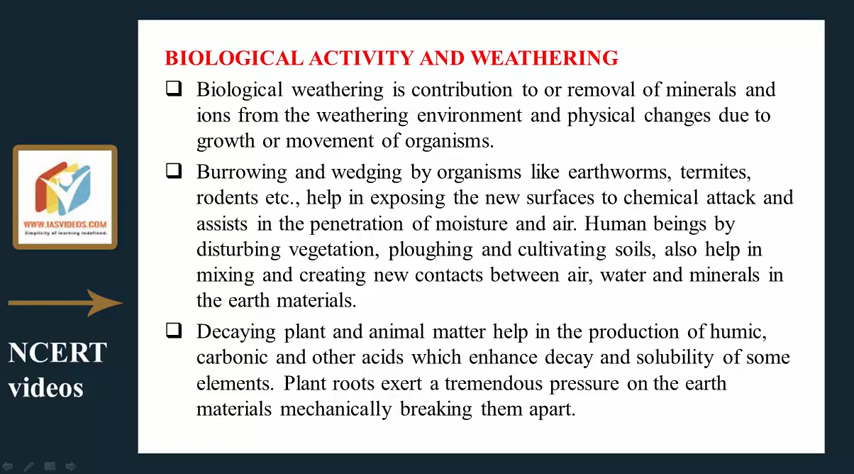 BIOLOGICAL ACTIVITY AND WEATHERING
Biological weathering is contribution to or removal of minerals and
ions from the weathering environment and physical changes due to
growth or movement of organisms.
Burrowing and wedging by organisms like earthworms, termites,
rodents etc., help in exposing the new surfaces to chemical attack and
assists in the penetration of moisture and air. Human beings by
disturbing vegetation, ploughing and cultivating soils, also help in
mixing and creating new contacts between air, water and minerals in
the earth materials.
Decaying plant and animal matter help in the production of humic,
carbonic and other acids which enhance decay and solubility of some
elements. Plant roots exert a tremendous pressure on the earth
materials mechanically breaking them apart.
WWW.IASVIDEOS.COM
Simplicity of learning redefined.
NCERT
videos